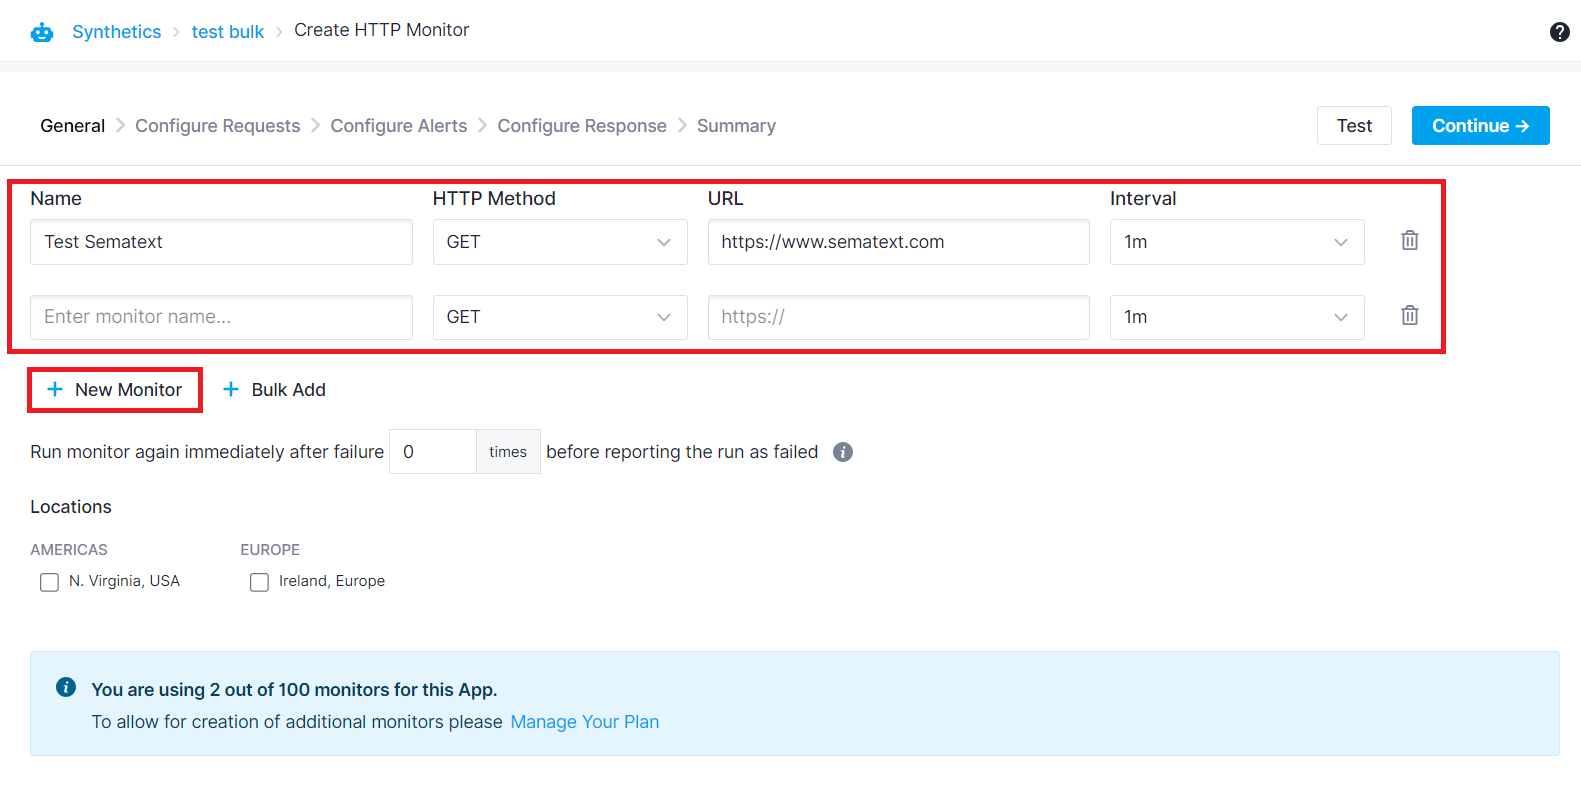 Synthetics > test bulk > Create HTTP Monitor
General > Configure Requests > Configure Alerts > Configure Response > Summary
Test
Continue →
Name HTTP Method URL Interval
Test Sematext GET https://www.sematext.com 1m
Enter monitor name... GET https:// 1m
+ New Monitor + Bulk Add
Run monitor again immediately after failure 0 times before reporting the run as failed
Locations
AMERICAS EUROPE
N. Virginia, USA Ireland, Europe
You are using 2 out of 100 monitors for this App.
To allow for creation of additional monitors please Manage Your Plan